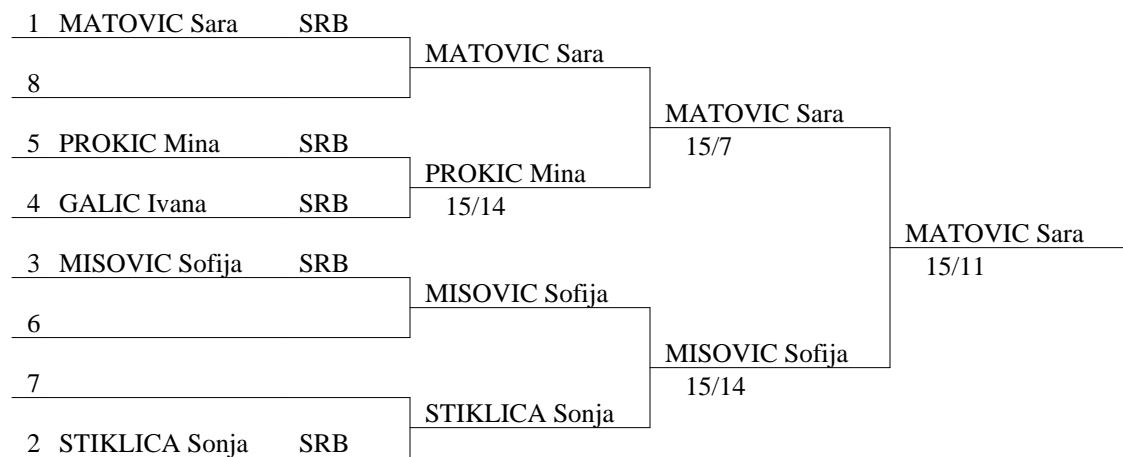 1 MATOVIC Sara SRB
MATOVIC Sara
8
MATOVIC Sara
15/7
5 PROKIC Mina SRB
PROKIC Mina
15/14
4 GALIC Ivana SRB
MATOVIC Sara
15/11
3 MISOVIC Sofija SRB
MISOVIC Sofija
6
MISOVIC Sofija
15/14
7
STIKLICA Sonja
2 STIKLICA Sonja SRB